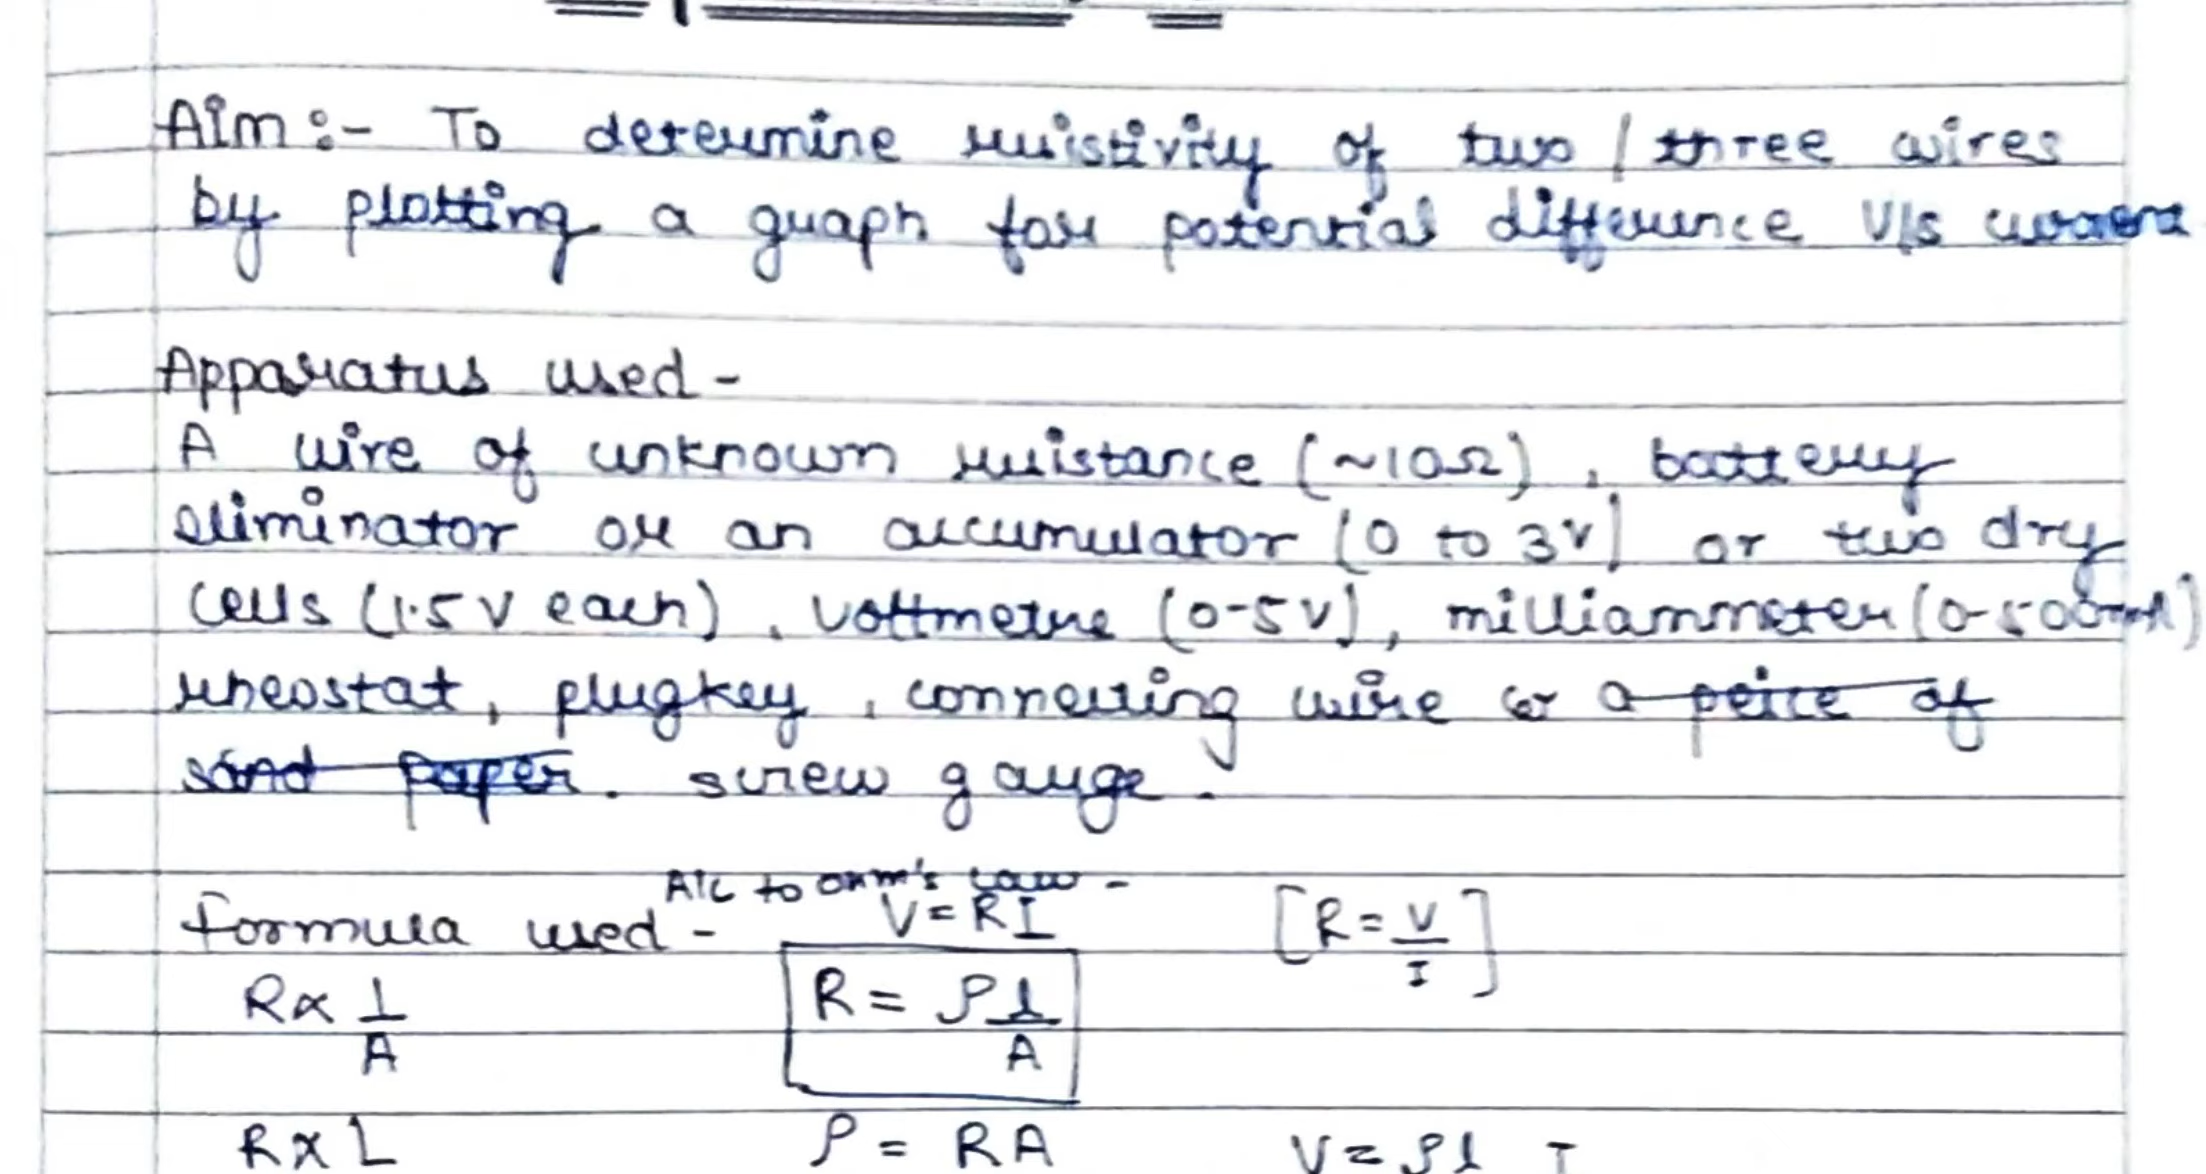 Aim :- To determine resistivity of two / three wires
by plotting a graph for potential difference V/s current
Apparatus used -
A wire of unknown resistance (~10Ω), battery
eliminator or an accumulator (0 to 3V) or two dry
cells (1.5 V each), voltmetre (0-5V), milliammeter (0-500mA)
rheostat, plugkey, connecting wire & a peice of
sand paper. screw gauge.
A/c to ohm's law -
Formula used - V = RI [R = V/I]
R ∝ 1/A R = ρ l/A
R ∝ L ρ = RA V = ρl I